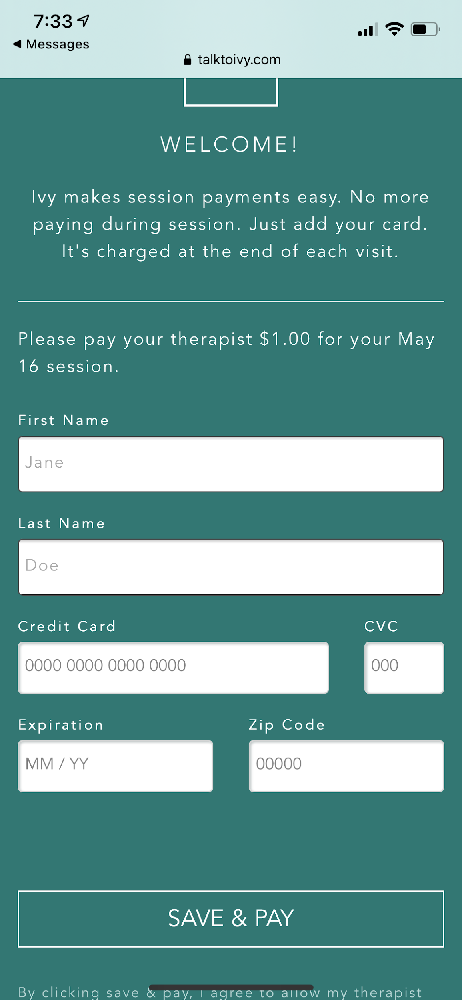 7:33
Messages
talktoivy.com
WELCOME!
Ivy makes session payments easy. No more
paying during session. Just add your card.
It's charged at the end of each visit.
Please pay your therapist $1.00 for your May
16 session.
First Name
Jane
Last Name
Doe
Credit Card
CVC
0000 0000 0000 0000
000
Expiration
Zip Code
MM / YY
00000
SAVE & PAY
By clicking save & pay, I agree to allow my therapist